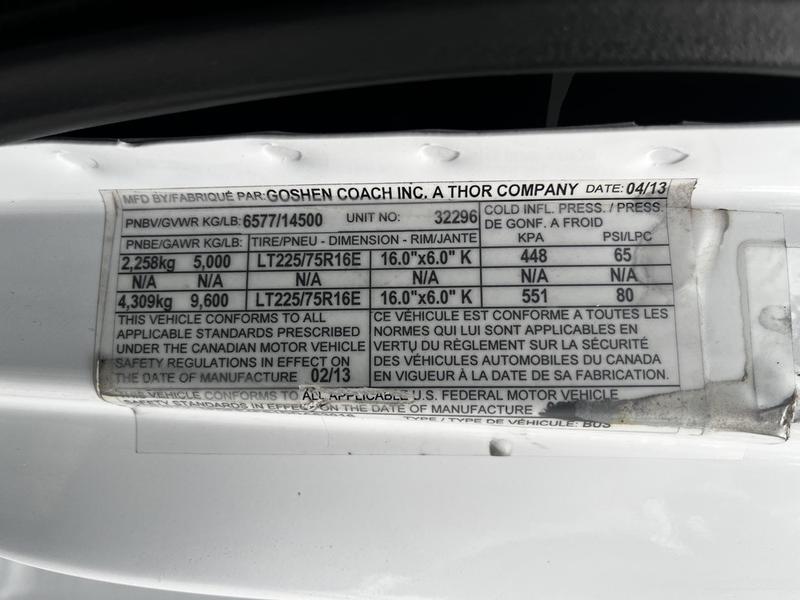 MFD BY/FABRIQUÉ PAR: GOSHEN COACH INC. A THOR COMPANY DATE: 04/13
PNBV/GVWR KG/LB: 6577/14500 UNIT NO: 32296 COLD INFL. PRESS. / PRESS. DE GONF. A FROID
PNBE/GAWR KG/LB: TIRE/PNEU - DIMENSION - RIM/JANTE KPA PSI/LPC
2,258kg 5,000 LT225/75R16E 16.0"x6.0" K 448 65
N/A N/A N/A N/A N/A N/A
4,309kg 9,600 LT225/75R16E 16.0"x6.0" K 551 80
THIS VEHICLE CONFORMS TO ALL
APPLICABLE STANDARDS PRESCRIBED
UNDER THE CANADIAN MOTOR VEHICLE
SAFETY REGULATIONS IN EFFECT ON
THE DATE OF MANUFACTURE 02/13
CE VÉHICULE EST CONFORME A TOUTES LES
NORMES QUI LUI SONT APPLICABLES EN
VERTU DU RÈGLEMENT SUR LA SÉCURITÉ
DES VÉHICULES AUTOMOBILES DU CANADA
EN VIGUEUR À LA DATE DE SA FABRICATION.
THIS VEHICLE CONFORMS TO ALL APPLICABLE U.S. FEDERAL MOTOR VEHICLE
SAFETY STANDARDS IN EFFECT ON THE DATE OF MANUFACTURE
TYPE / TYPE DE VÉHICULE: BUS